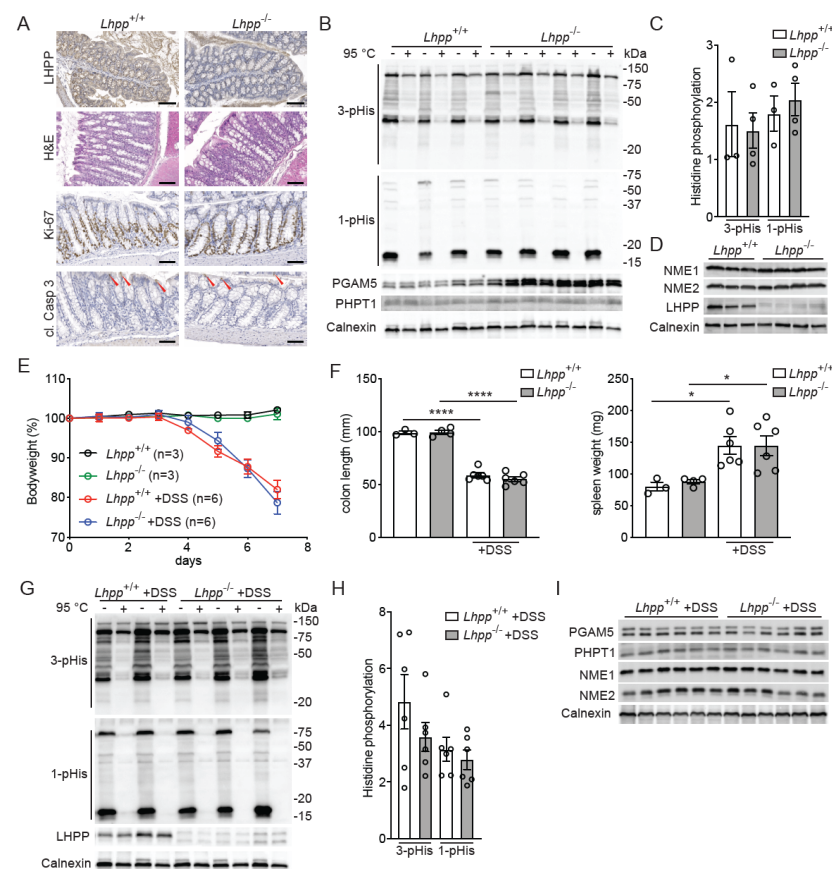 A
Lhpp+/+ Lhpp-/-
LHPP
H&E
Ki-67
cl. Casp 3
B
Lhpp+/+ Lhpp-/-
95 °C - + - + - + - + - + - + - + kDa
3-pHis
-150
-75
-50
-20
1-pHis
-75
-50
-37
-20
-15
PGAM5
PHPT1
Calnexin
C
Lhpp+/+
Lhpp-/-
Histidine phosphorylation
3
2
1
0
3-pHis 1-pHis
D
Lhpp+/+ Lhpp-/-
NME1
NME2
LHPP
Calnexin
E
Bodyweight (%)
110
100
90
80
70
0 2 4 6 8
days
Lhpp+/+ (n=3)
Lhpp-/- (n=3)
Lhpp+/+ +DSS (n=6)
Lhpp-/- +DSS (n=6)
F
Lhpp+/+
Lhpp-/-
colon length (mm)
150
100
50
0
****
****
+DSS
Lhpp+/+
Lhpp-/-
spleen weight (mg)
250
200
150
100
50
0
*
*
+DSS
G
Lhpp+/+ +DSS Lhpp-/- +DSS
95 °C - + - + - + - + - + kDa
3-pHis
-150
-75
-50
-20
1-pHis
-75
-50
-37
-20
-15
LHPP
Calnexin
H
Lhpp+/+ +DSS
Lhpp-/- +DSS
Histidine phosphorylation
8
6
4
2
0
3-pHis 1-pHis
I
Lhpp+/+ +DSS Lhpp-/- +DSS
PGAM5
PHPT1
NME1
NME2
Calnexin